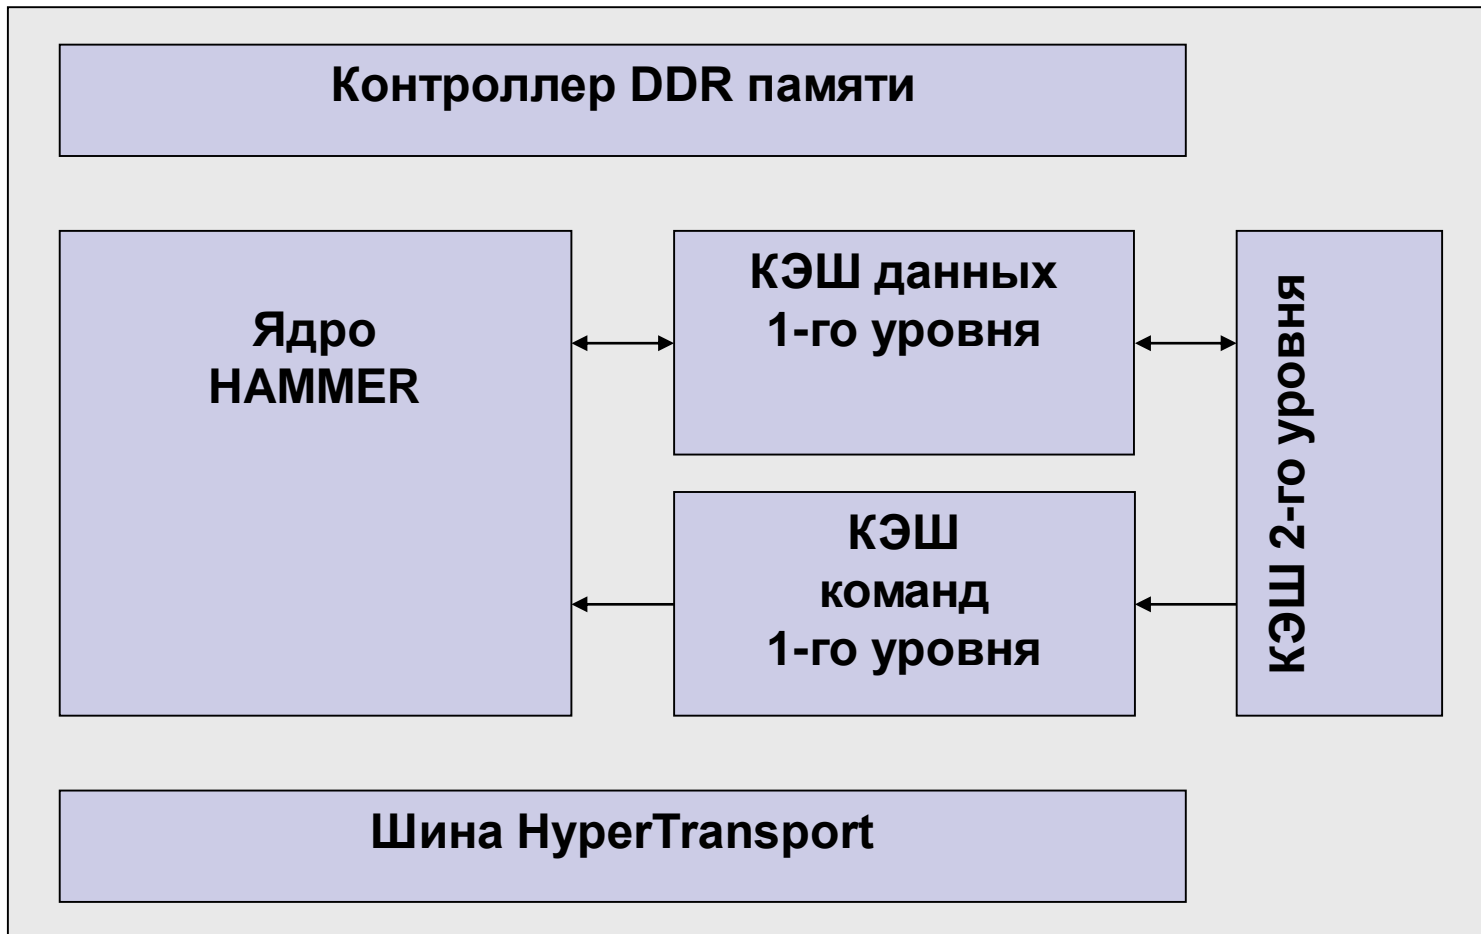 Контроллер DDR памяти
Ядро
HAMMER
КЭШ данных
1-го уровня
КЭШ
команд
1-го уровня
КЭШ 2-го уровня
Шина HyperTransport